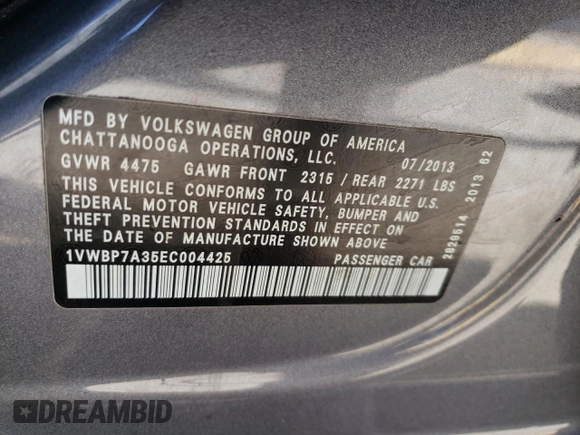 MFD BY VOLKSWAGEN GROUP OF AMERICA
CHATTANOOGA OPERATIONS, LLC. 07/2013
GVWR 4475 GAWR FRONT 2315 / REAR 2271 LBS
THIS VEHICLE CONFORMS TO ALL APPLICABLE U.S.
FEDERAL MOTOR VEHICLE SAFETY, BUMPER AND
THEFT PREVENTION STANDARDS IN EFFECT ON
THE DATE OF MANUFACTURE SHOWN ABOVE.
1VWBP7A35EC004425 PASSENGER CAR
2820514 2013 62
DREAMBID